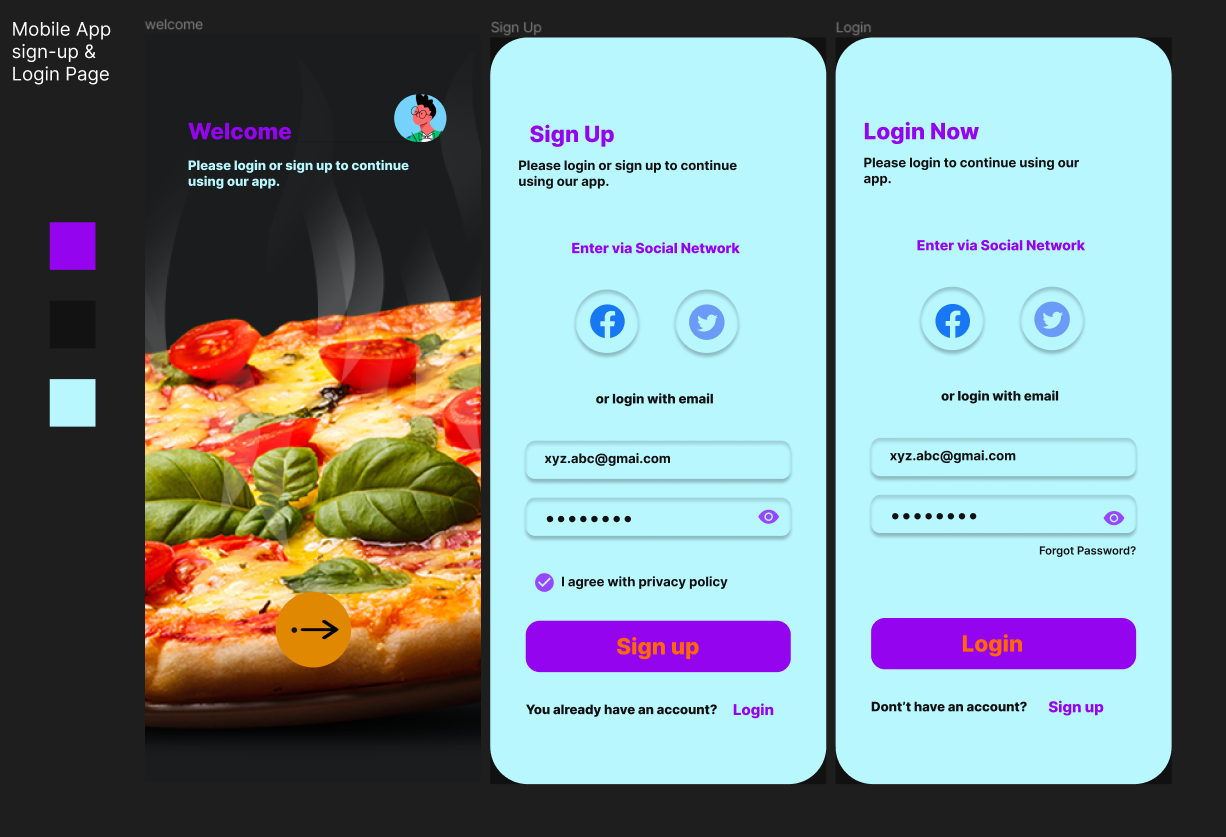 Mobile App
sign-up &
Login Page
welcome
Welcome
Please login or sign up to continue
using our app.
Sign Up
Sign Up
Please login or sign up to continue
using our app.
Enter via Social Network
or login with email
xyz.abc@gmai.com
I agree with privacy policy
Sign up
You already have an account? Login
Login
Login Now
Please login to continue using our
app.
Enter via Social Network
or login with email
xyz.abc@gmai.com
Forgot Password?
Login
Dont't have an account? Sign up